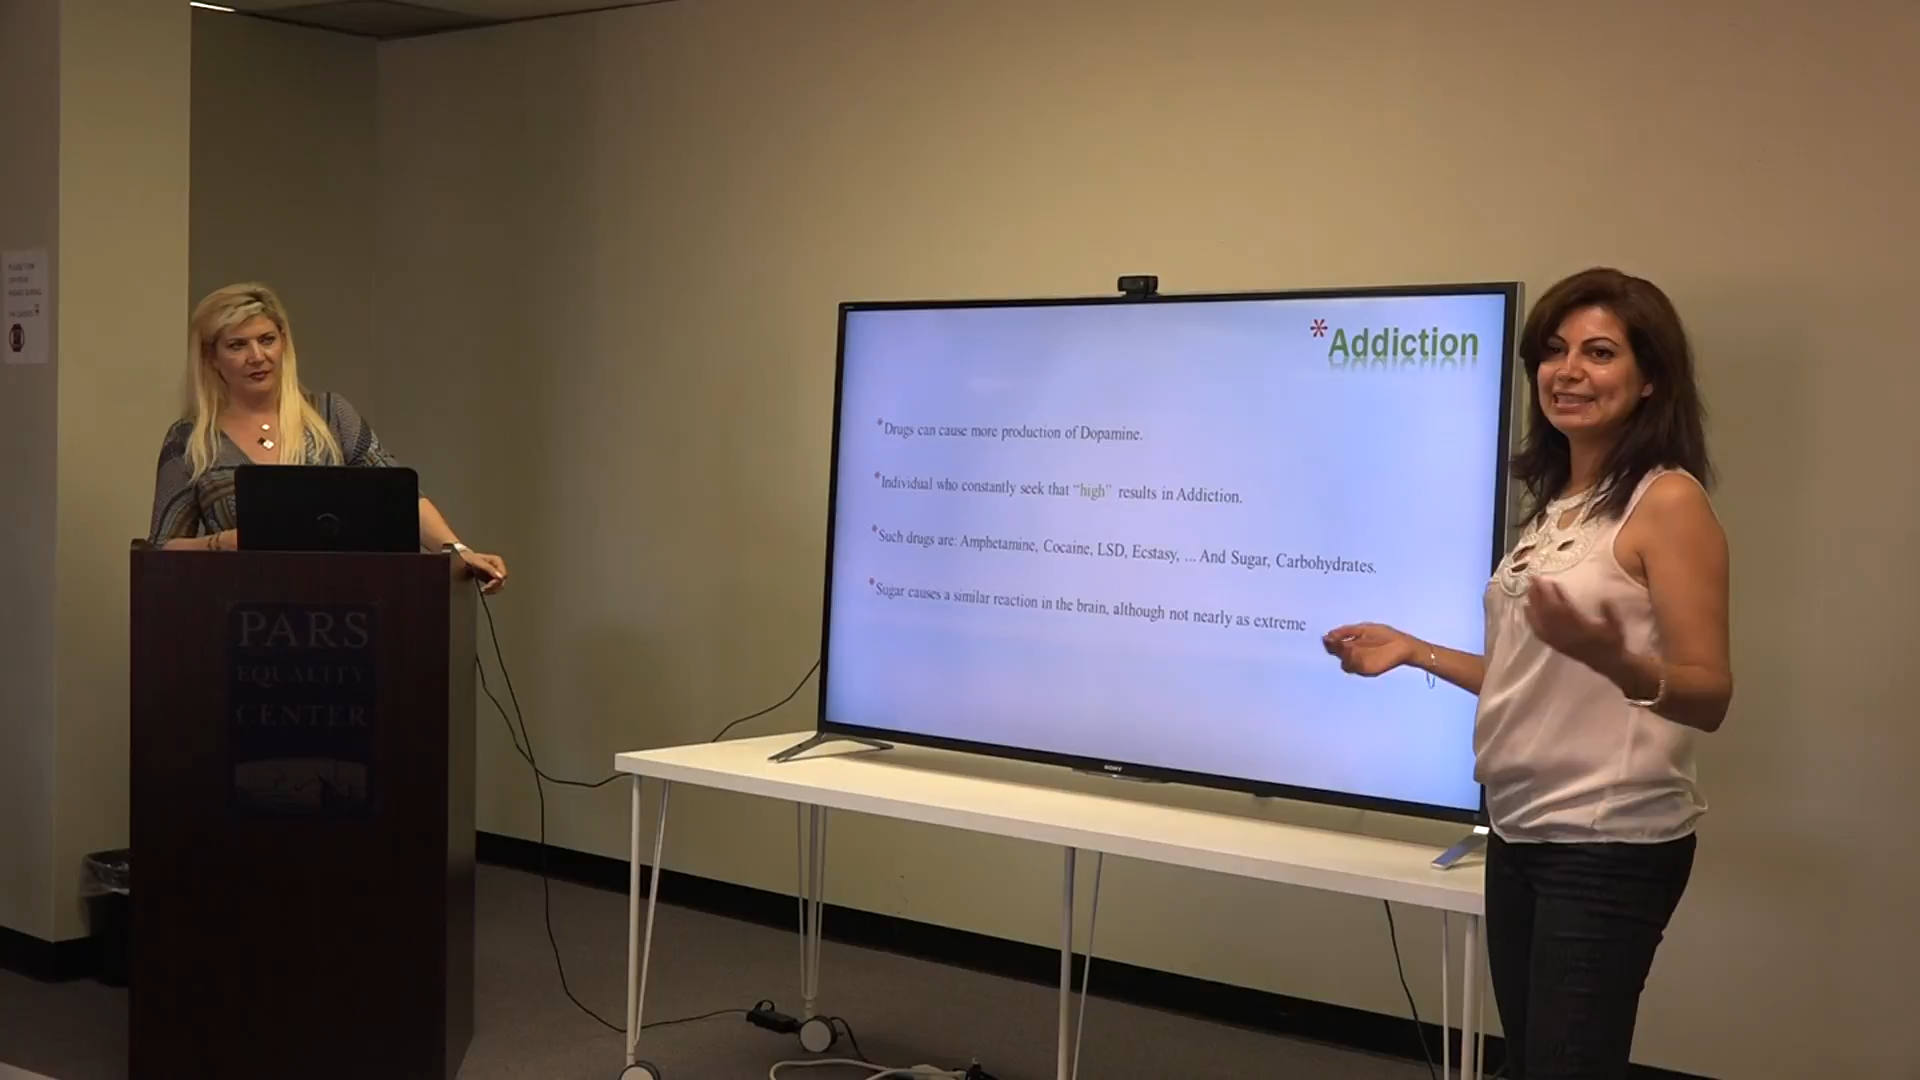 *Addiction
*Drugs can cause more production of Dopamine.
*Individual who constantly seek that “high” results in Addiction.
*Such drugs are: Amphetamine, Cocaine, LSD, Ecstasy, ... And Sugar, Carbohydrates.
*Sugar causes a similar reaction in the brain, although not nearly as extreme
SONY
PARS
EQUALITY
CENTER